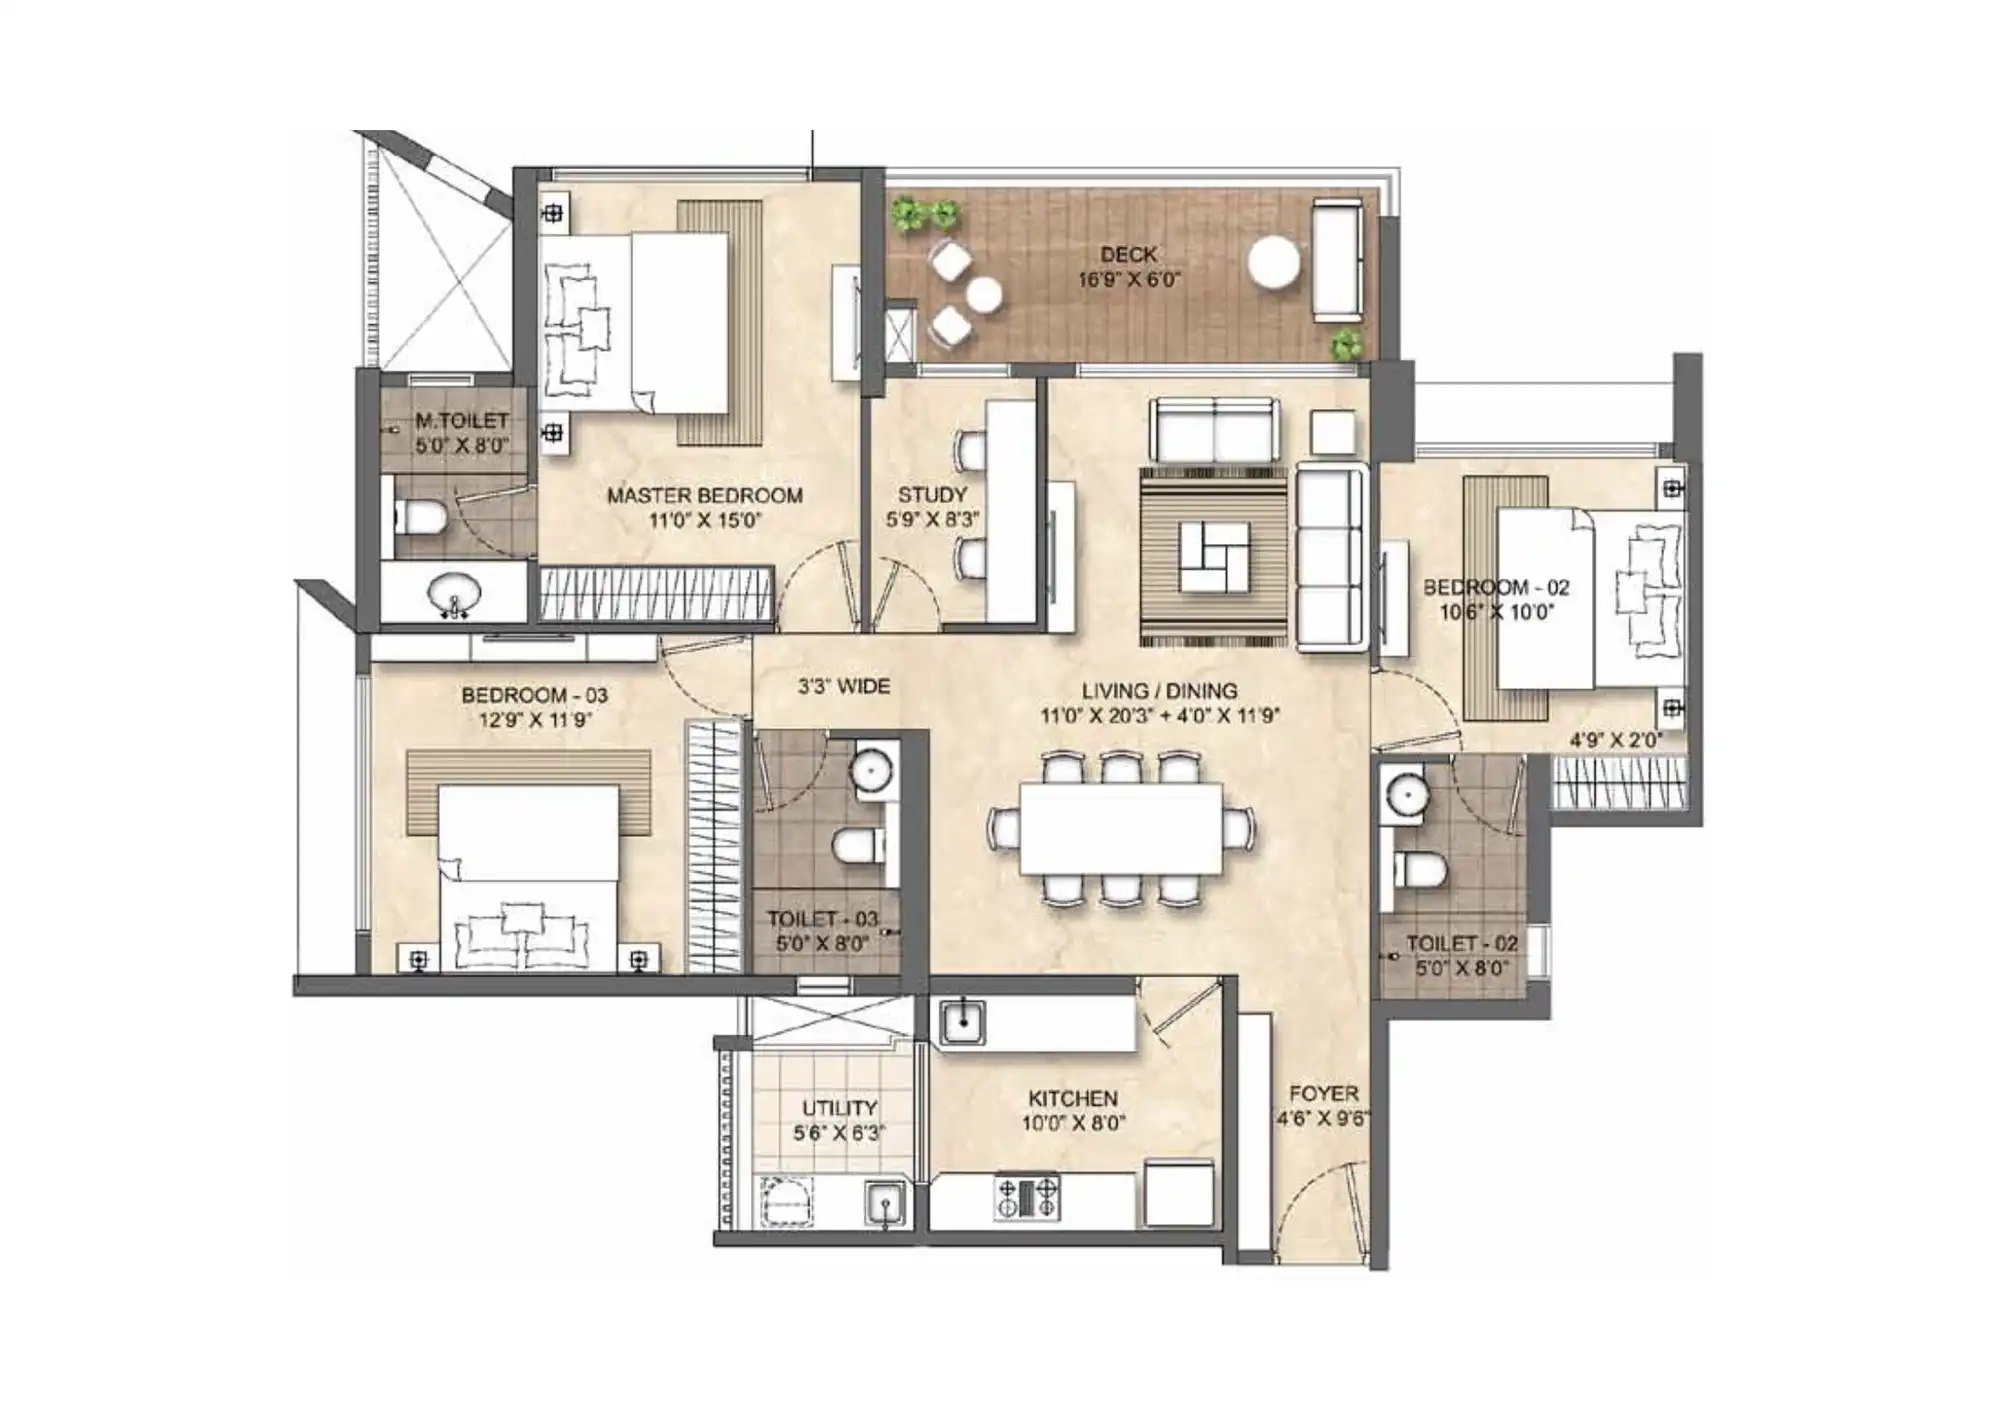 DECK
16'9" X 6'0"
M.TOILET
5'0" X 8'0"
MASTER BEDROOM
11'0" X 15'0"
STUDY
5'9" X 8'3"
BEDROOM - 02
10'6" X 10'0"
4'9" X 2'0"
BEDROOM - 03
12'9" X 11'9"
3'3" WIDE
LIVING / DINING
11'0" X 20'3" + 4'0" X 11'9"
TOILET - 03
5'0" X 8'0"
TOILET - 02
5'0" X 8'0"
UTILITY
5'6" X 6'3"
KITCHEN
10'0" X 8'0"
FOYER
4'6" X 9'6"